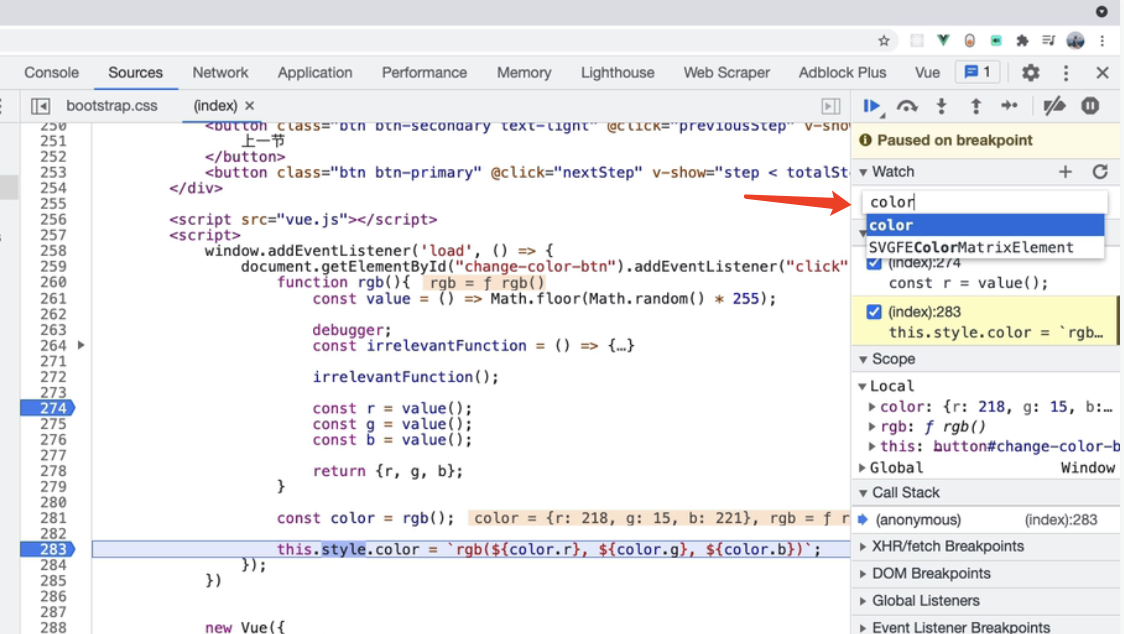 1
Console Sources Network Application Performance Memory Lighthouse Web Scraper Adblock Plus Vue 1
bootstrap.css (index)
250 <button class="btn btn-secondary text-light" @click="previousStep" v-show
251 上一节
252 </button>
253 <button class="btn btn-primary" @click="nextStep" v-show="step < totalSt
254 </div>
255
256 <script src="vue.js"></script>
257 <script>
258 window.addEventListener('load', () => {
259 document.getElementById("change-color-btn").addEventListener("click"
260 function rgb(){ rgb = ƒ rgb()
261 const value = () => Math.floor(Math.random() * 255);
262
263 debugger;
264 const irrelevantFunction = () => {…}
271
272 irrelevantFunction();
273
274 const r = value();
275 const g = value();
276 const b = value();
277
278 return {r, g, b};
279 }
280
281 const color = rgb(); color = {r: 218, g: 15, b: 221}, rgb = ƒ r
282
283 this.style.color = `rgb(${color.r}, ${color.g}, ${color.b})`;
284 });
285 })
286
287
288 new Vue({
Paused on breakpoint
Watch
color
color
SVGFEColorMatrixElement
(index):274
const r = value();
(index):283
this.style.color = `rgb…
Scope
Local
color: {r: 218, g: 15, b:…
rgb: ƒ rgb()
this: button#change-color-b
Global Window
Call Stack
(anonymous) (index):283
XHR/fetch Breakpoints
DOM Breakpoints
Global Listeners
Event Listener Breakpoints